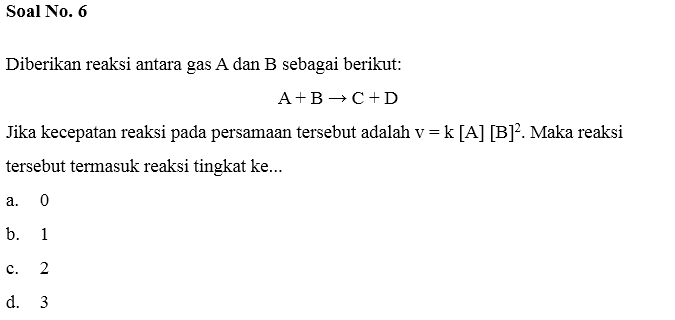 Soal No. 6
Diberikan reaksi antara gas A dan B sebagai berikut:
A + B → C + D
Jika kecepatan reaksi pada persamaan tersebut adalah v = k [A] [B]². Maka reaksi
tersebut termasuk reaksi tingkat ke...
a. 0
b. 1
c. 2
d. 3